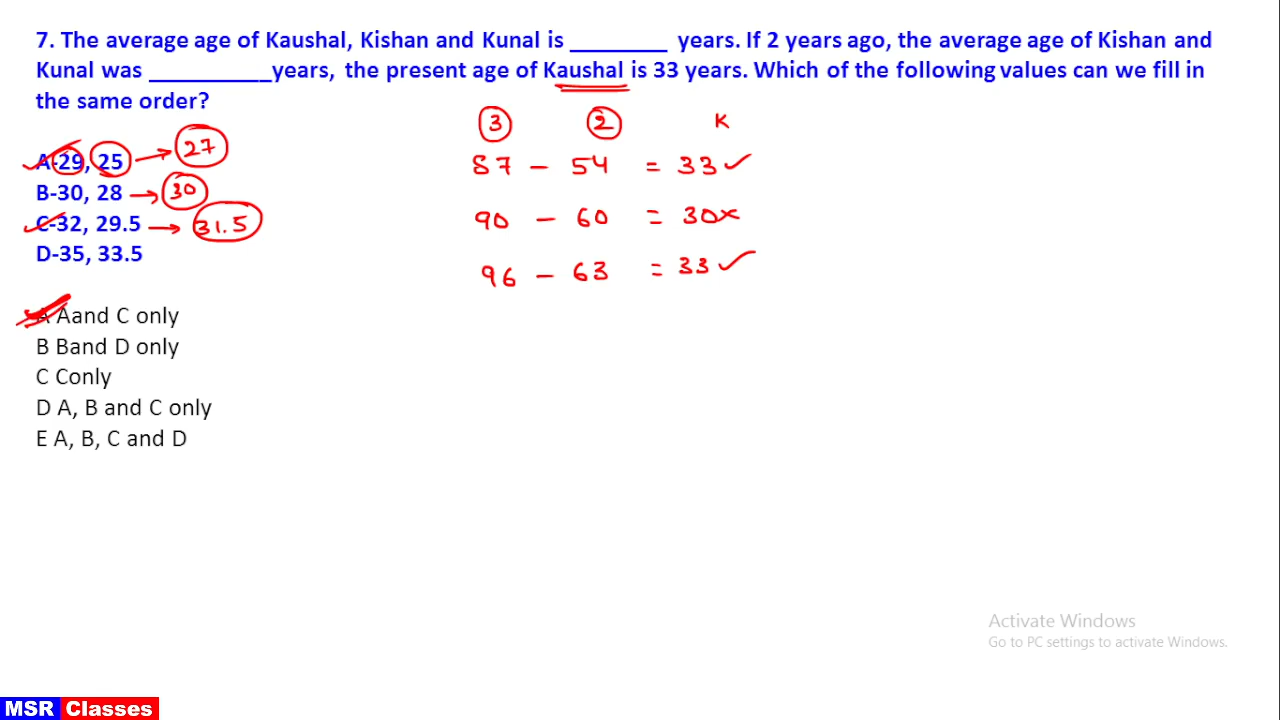 7. The average age of Kaushal, Kishan and Kunal is ________ years. If 2 years ago, the average age of Kishan and
Kunal was __________years, the present age of Kaushal is 33 years. Which of the following values can we fill in
the same order?
3 2 K
A-29, 25 → 27
87 - 54 = 33 ✓
B-30, 28 → 30
90 - 60 = 30×
C-32, 29.5 → 31.5
96 - 63 = 33 ✓
D-35, 33.5
A Aand C only
B Band D only
C Conly
D A, B and C only
E A, B, C and D
Activate Windows
Go to PC settings to activate Windows.
MSR Classes